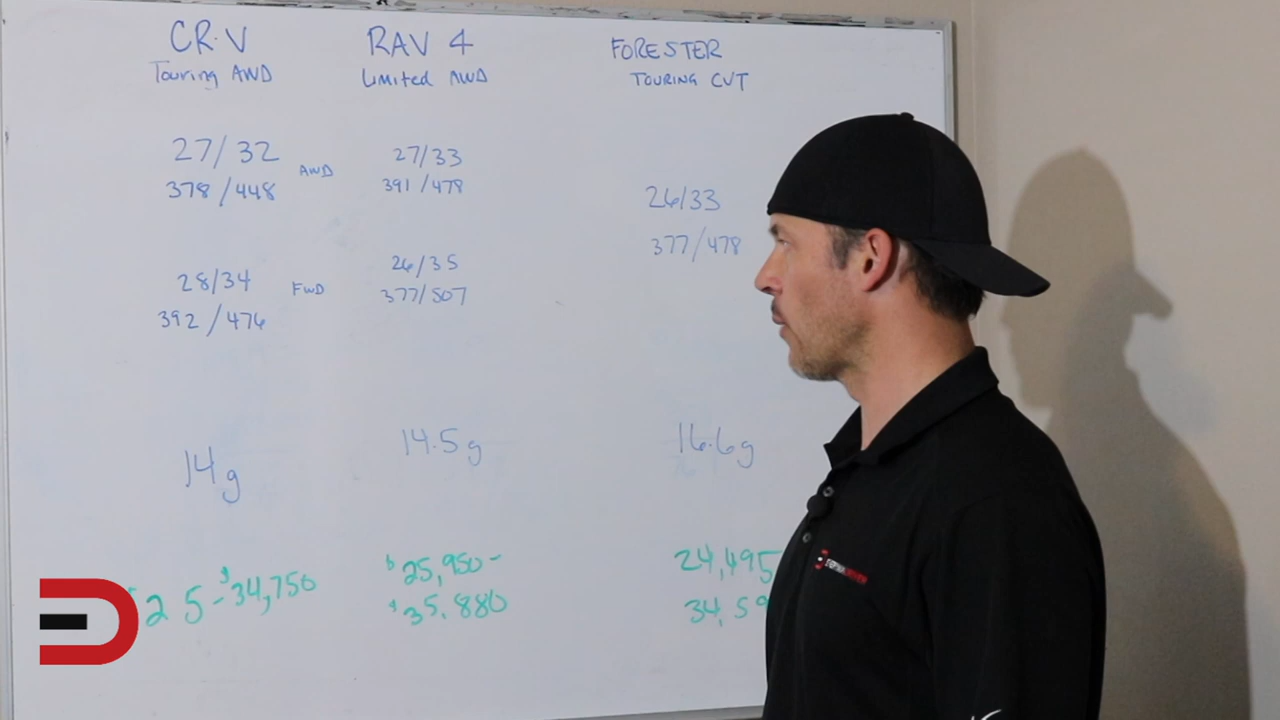 CR-V
Touring AWD
27/32
378/448
AWD
28/34
392/476
FWD
14g
$25-$34,750
RAV 4
Limited AWD
27/33
391/478
26/35
377/507
14.5g
$25,950-
$35,880
FORESTER
TOURING CVT
26/33
377/478
16.6g
24,495
34,59